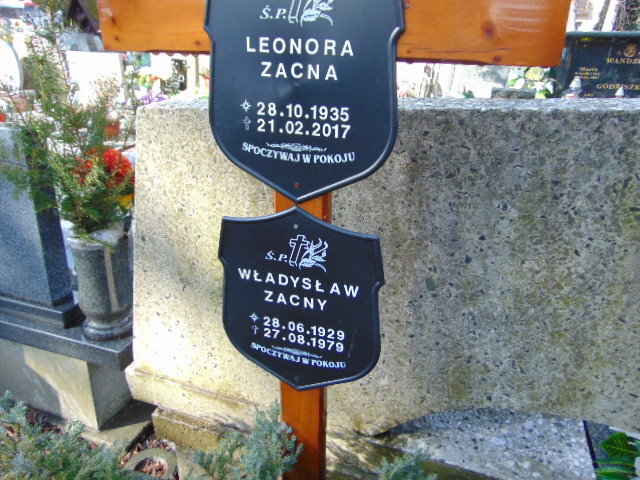 Ś.P.
LEONORA
ZACNA
28.10.1935
21.02.2017
SPOCZYWAJ W POKOJU
Ś.P.
WŁADYSŁAW
ZACNY
28.06.1929
27.08.1979
SPOCZYWAJ W POKOJU